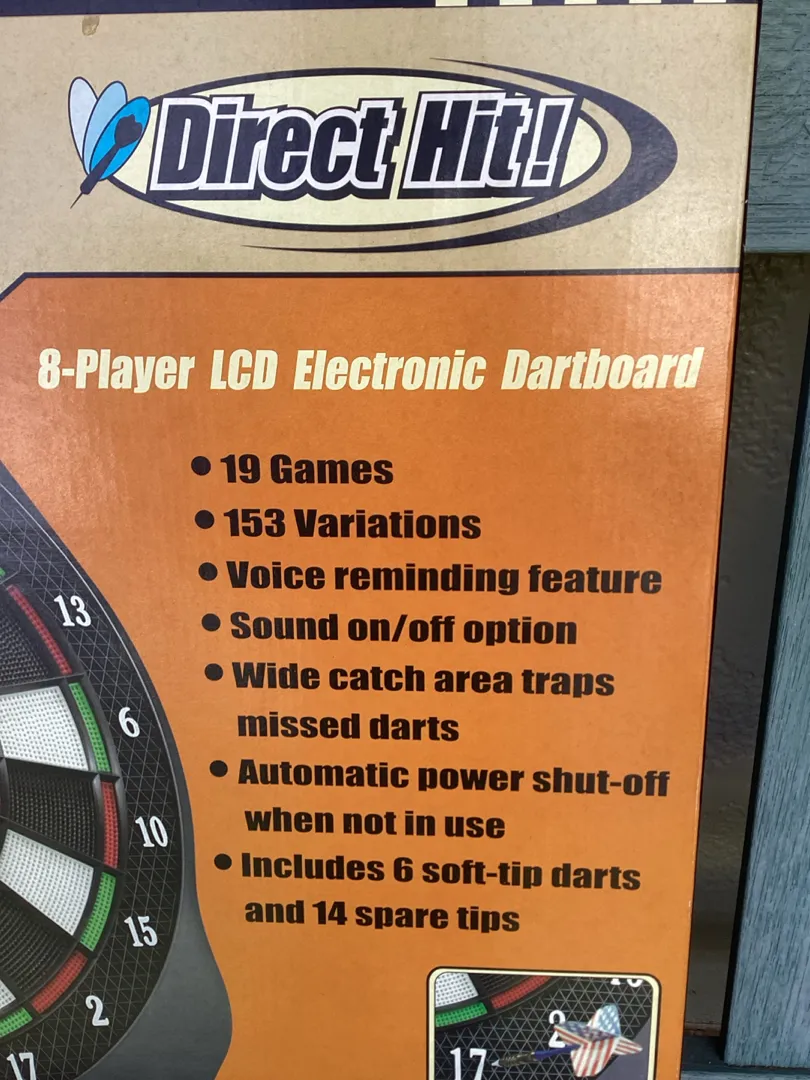 Direct Hit!
8-Player LCD Electronic Dartboard
• 19 Games
• 153 Variations
• Voice reminding feature
• Sound on/off option
• Wide catch area traps
missed darts
• Automatic power shut-off
when not in use
• Includes 6 soft-tip darts
and 14 spare tips
13
6
10
15
2
17
2
17